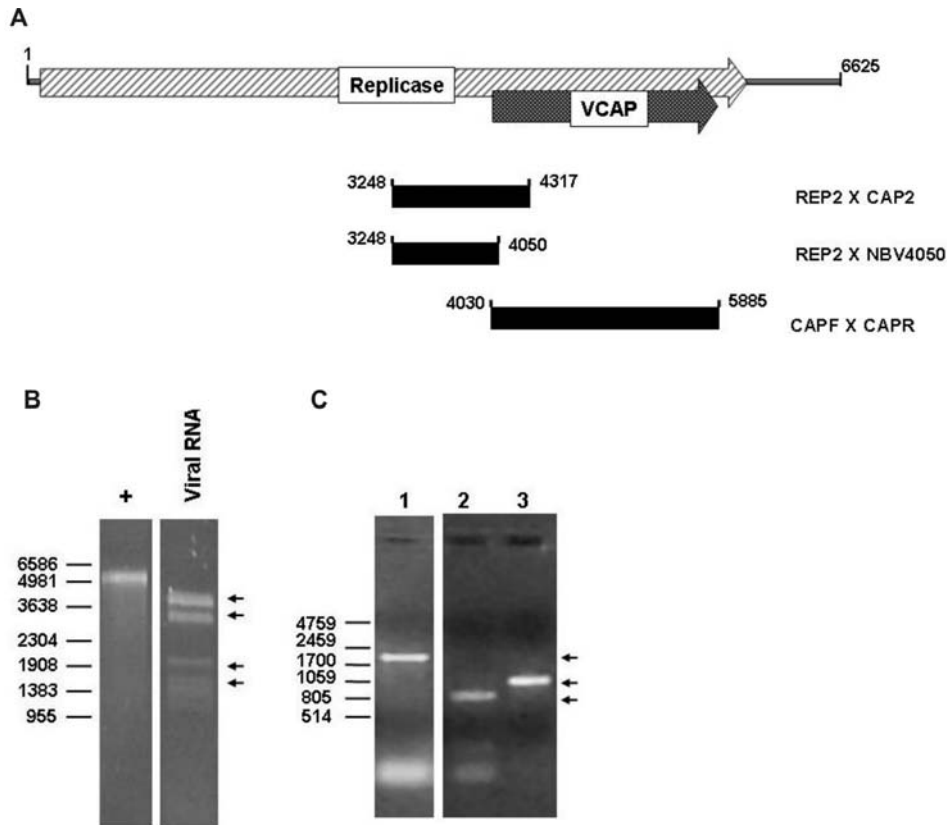 A
1
6625
Replicase
VCAP
3248
4317
REP2 X CAP2
3248
4050
REP2 X NBV4050
4030
5885
CAPF X CAPR
B
+
Viral RNA
6586
4981
3638
2304
1908
1383
955
C
1
2
3
4759
2459
1700
1059
805
514